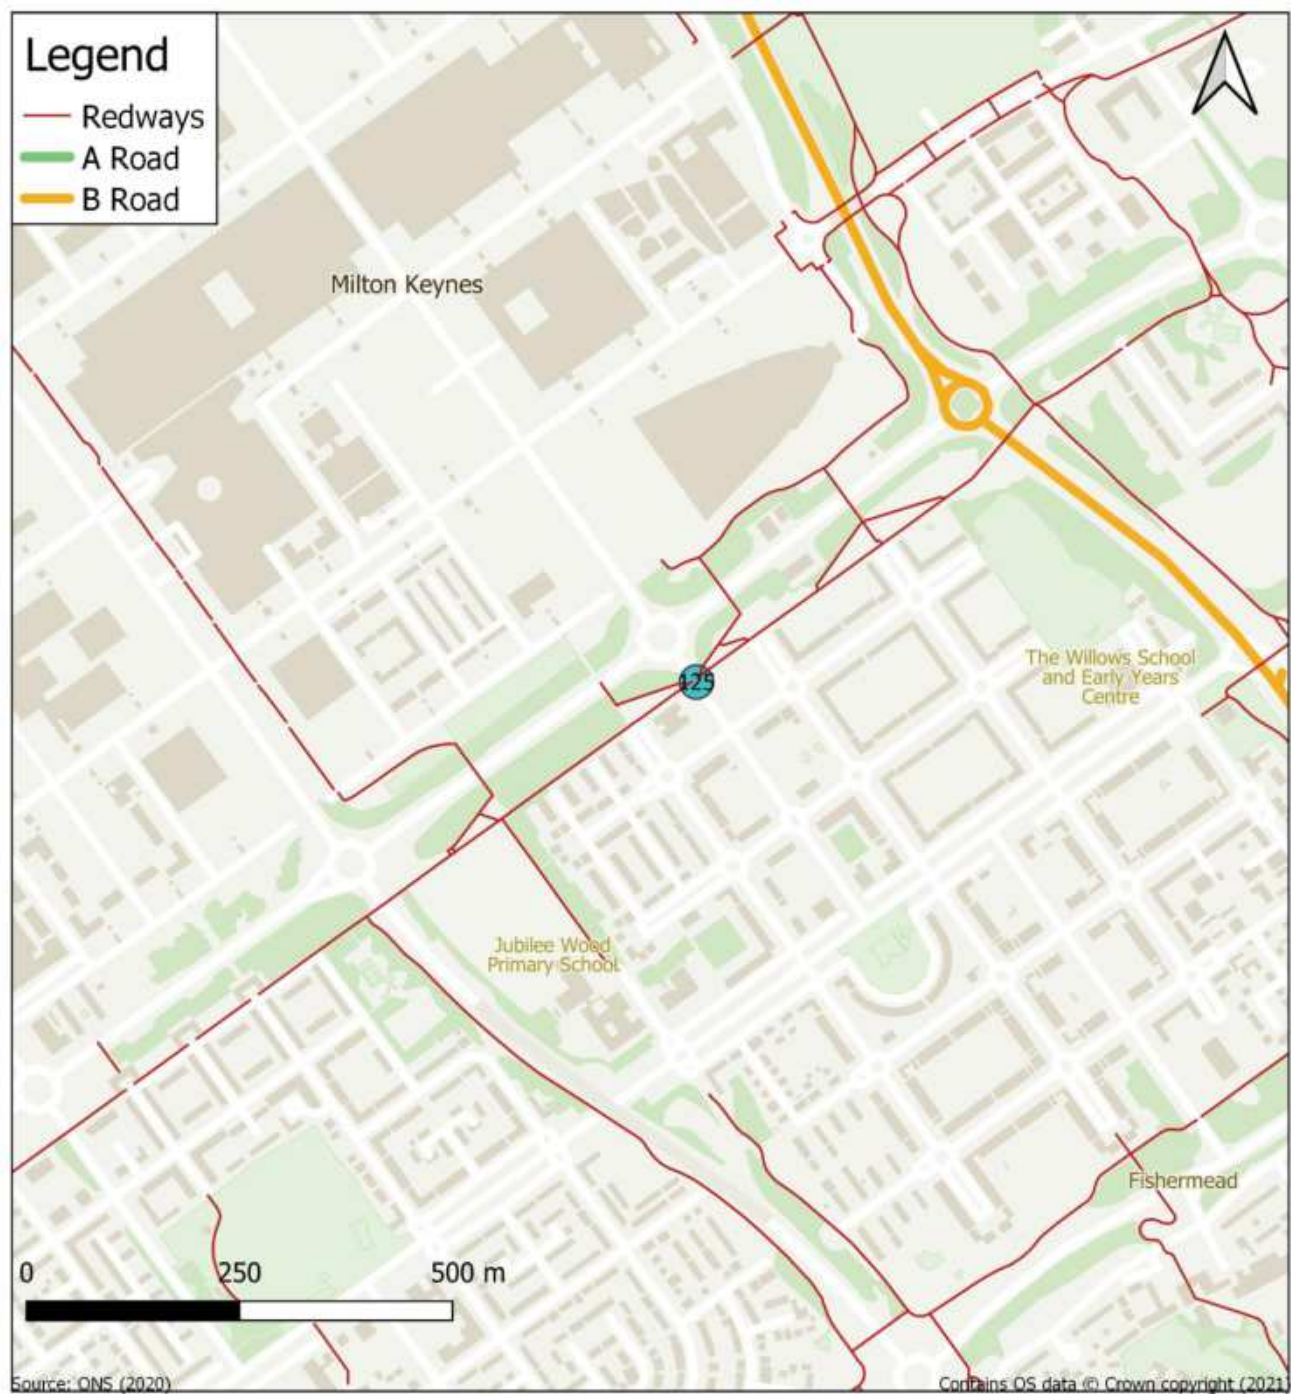 Legend
Redways
A Road
B Road
Milton Keynes
125
The Willows School
and Early Years
Centre
Jubilee Wood
Primary School
Fishermead
0 250 500 m
Source: ONS (2020)
Contains OS data © Crown copyright (2021)